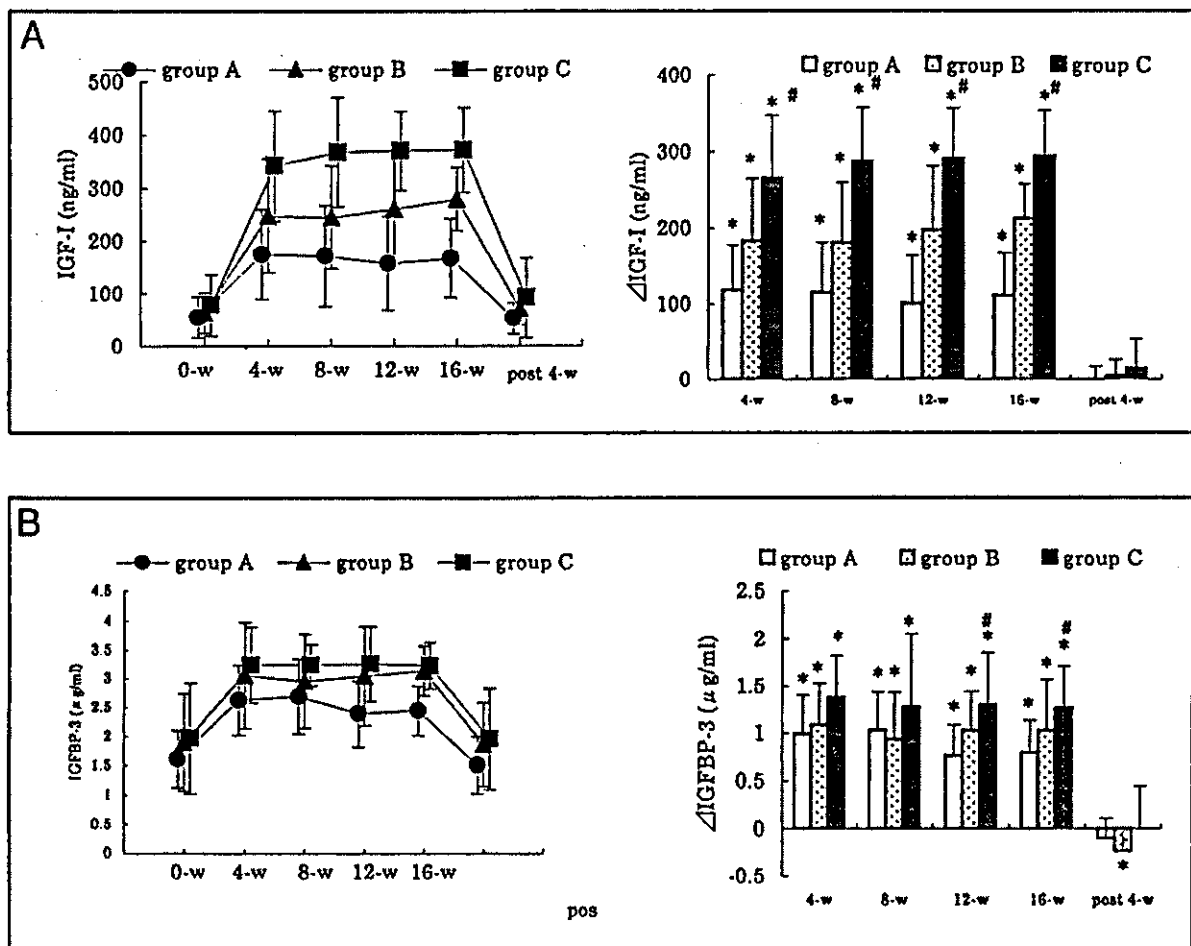 A
group A group B group C
IGF-I (ng/ml)
500
400
300
200
100
0
0-w 4-w 8-w 12-w 16-w post 4-w
group A group B group C
⊿IGF-I (ng/ml)
400
300
200
100
0
* * *# * * *# * * *# * * *#
4-w 8-w 12-w 16-w post 4-w
B
group A group B group C
IGFBP-3 (μg/ml)
4.5
4
3.5
3
2.5
2
1.5
1
0.5
0
0-w 4-w 8-w 12-w 16-w
pos
group A group B group C
⊿IGFBP-3 (μg/ml)
2.5
2
1.5
1
0.5
0
-0.5
* * * * * * * * *# * * *# *
4-w 8-w 12-w 16-w post 4-w